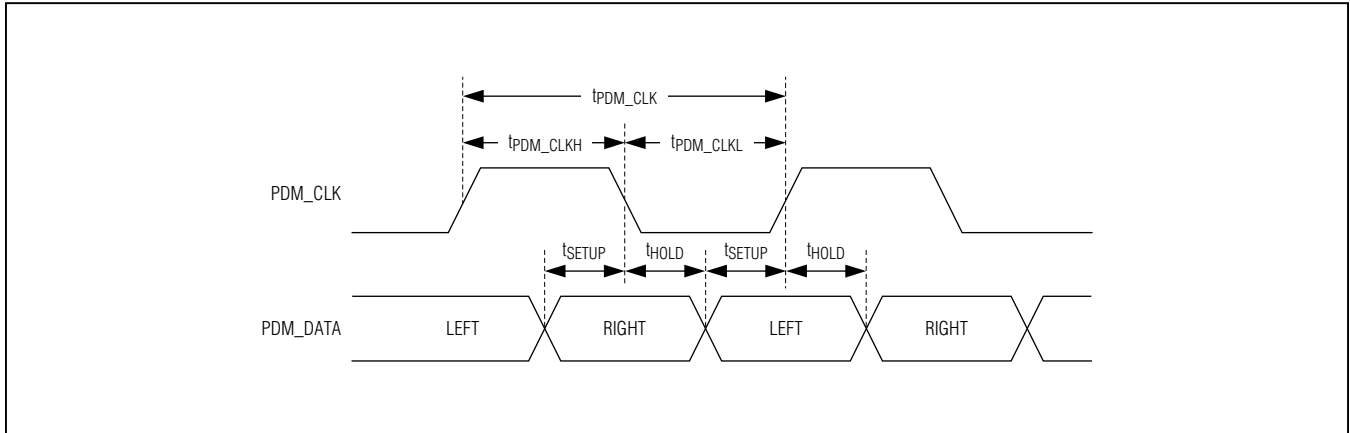 tPDM_CLK
tPDM_CLKH tPDM_CLKL
PDM_CLK
tSETUP tHOLD tSETUP tHOLD
PDM_DATA LEFT RIGHT LEFT RIGHT